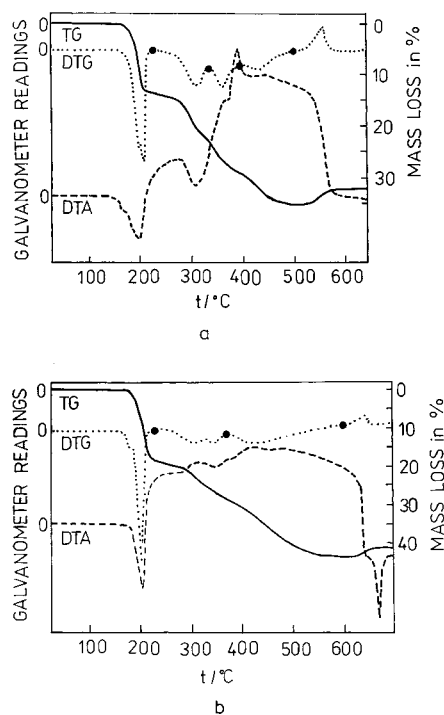 GALVANOMETER READINGS
0
0
0
TG
DTG
DTA
0
10
20
30
MASS LOSS in %
100 200 300 400 500 600
t/°C
a
GALVANOMETER READINGS
0
0
0
TG
DTG
DTA
0
10
20
25
30
35
40
MASS LOSS in %
100 200 300 400 500 600
t/°C
b